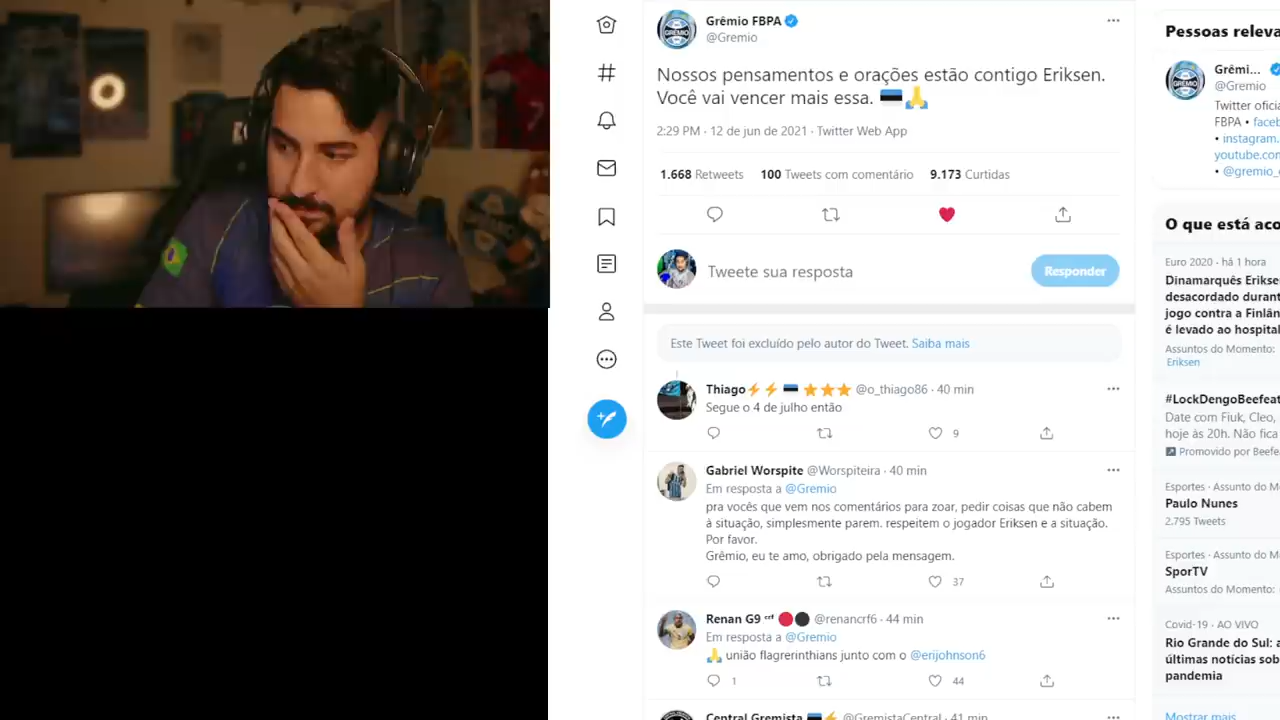 Grêmio FBPA
@Gremio
Nossos pensamentos e orações estão contigo Eriksen.
Você vai vencer mais essa. 🇪🇪🙏
2:29 PM · 12 de jun de 2021 · Twitter Web App
1.668 Retweets 100 Tweets com comentário 9.173 Curtidas
Tweete sua resposta
Responder
Este Tweet foi excluído pelo autor do Tweet. Saiba mais
Thiago⚡⚡🇪🇪⭐⭐⭐ @o_thiago86 · 40 min
Segue o 4 de julho então
9
Gabriel Worspite @Worspiteira · 40 min
Em resposta a @Gremio
pra vocês que vem nos comentários para zoar, pedir coisas que não cabem
à situação, simplesmente parem. respeitem o jogador Eriksen e a situação.
Por favor.
Grêmio, eu te amo, obrigado pela mensagem.
37
Renan G9 ᶜʳᶠ 🔴⚫ @renancrf6 · 44 min
Em resposta a @Gremio
🙏 união flagrerinthians junto com o @erijohnson6
1 44
Central Gremista 🇪🇪⚡ @GremistaCentral · 41 min
Pessoas releva
Grêmi...
@Gremio
Twitter ofici
FBPA • faceb
• instagram.
youtube.con
• @gremio_
O que está aco
Euro 2020 · há 1 hora
Dinamarquês Erikse
desacordado durant
jogo contra a Finlân
é levado ao hospital
Assuntos do Momento:
Eriksen
#LockDengoBeefeat
Date com Fiuk, Cleo,
hoje às 20h. Não fica
Promovido por Beefe
Esportes · Assunto do M
Paulo Nunes
2.795 Tweets
Esportes · Assunto do M
SporTV
Assuntos do Momento:
Covid-19 · AO VIVO
Rio Grande do Sul: a
últimas notícias sob
pandemia
Mostrar mais